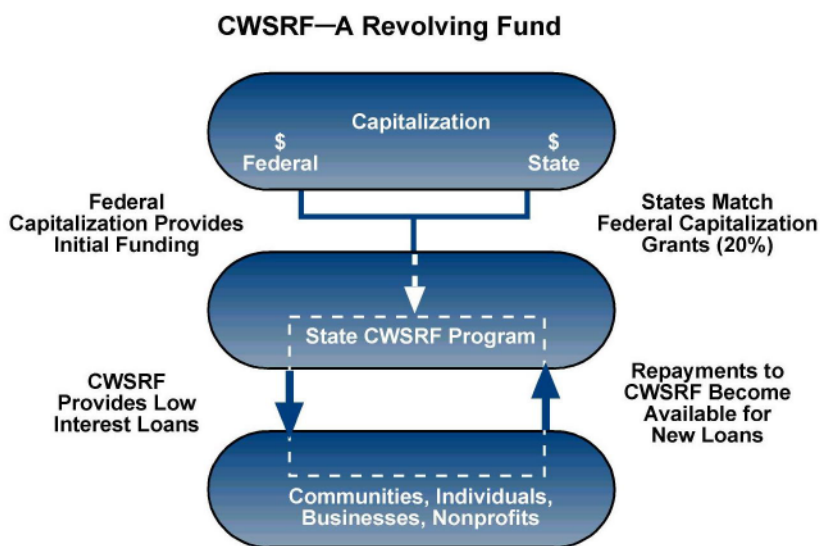 CWSRF—A Revolving Fund
Capitalization
$
Federal
$
State
Federal
Capitalization Provides
Initial Funding
States Match
Federal Capitalization
Grants (20%)
State CWSRF Program
CWSRF
Provides Low
Interest Loans
Repayments to
CWSRF Become
Available for
New Loans
Communities, Individuals,
Businesses, Nonprofits